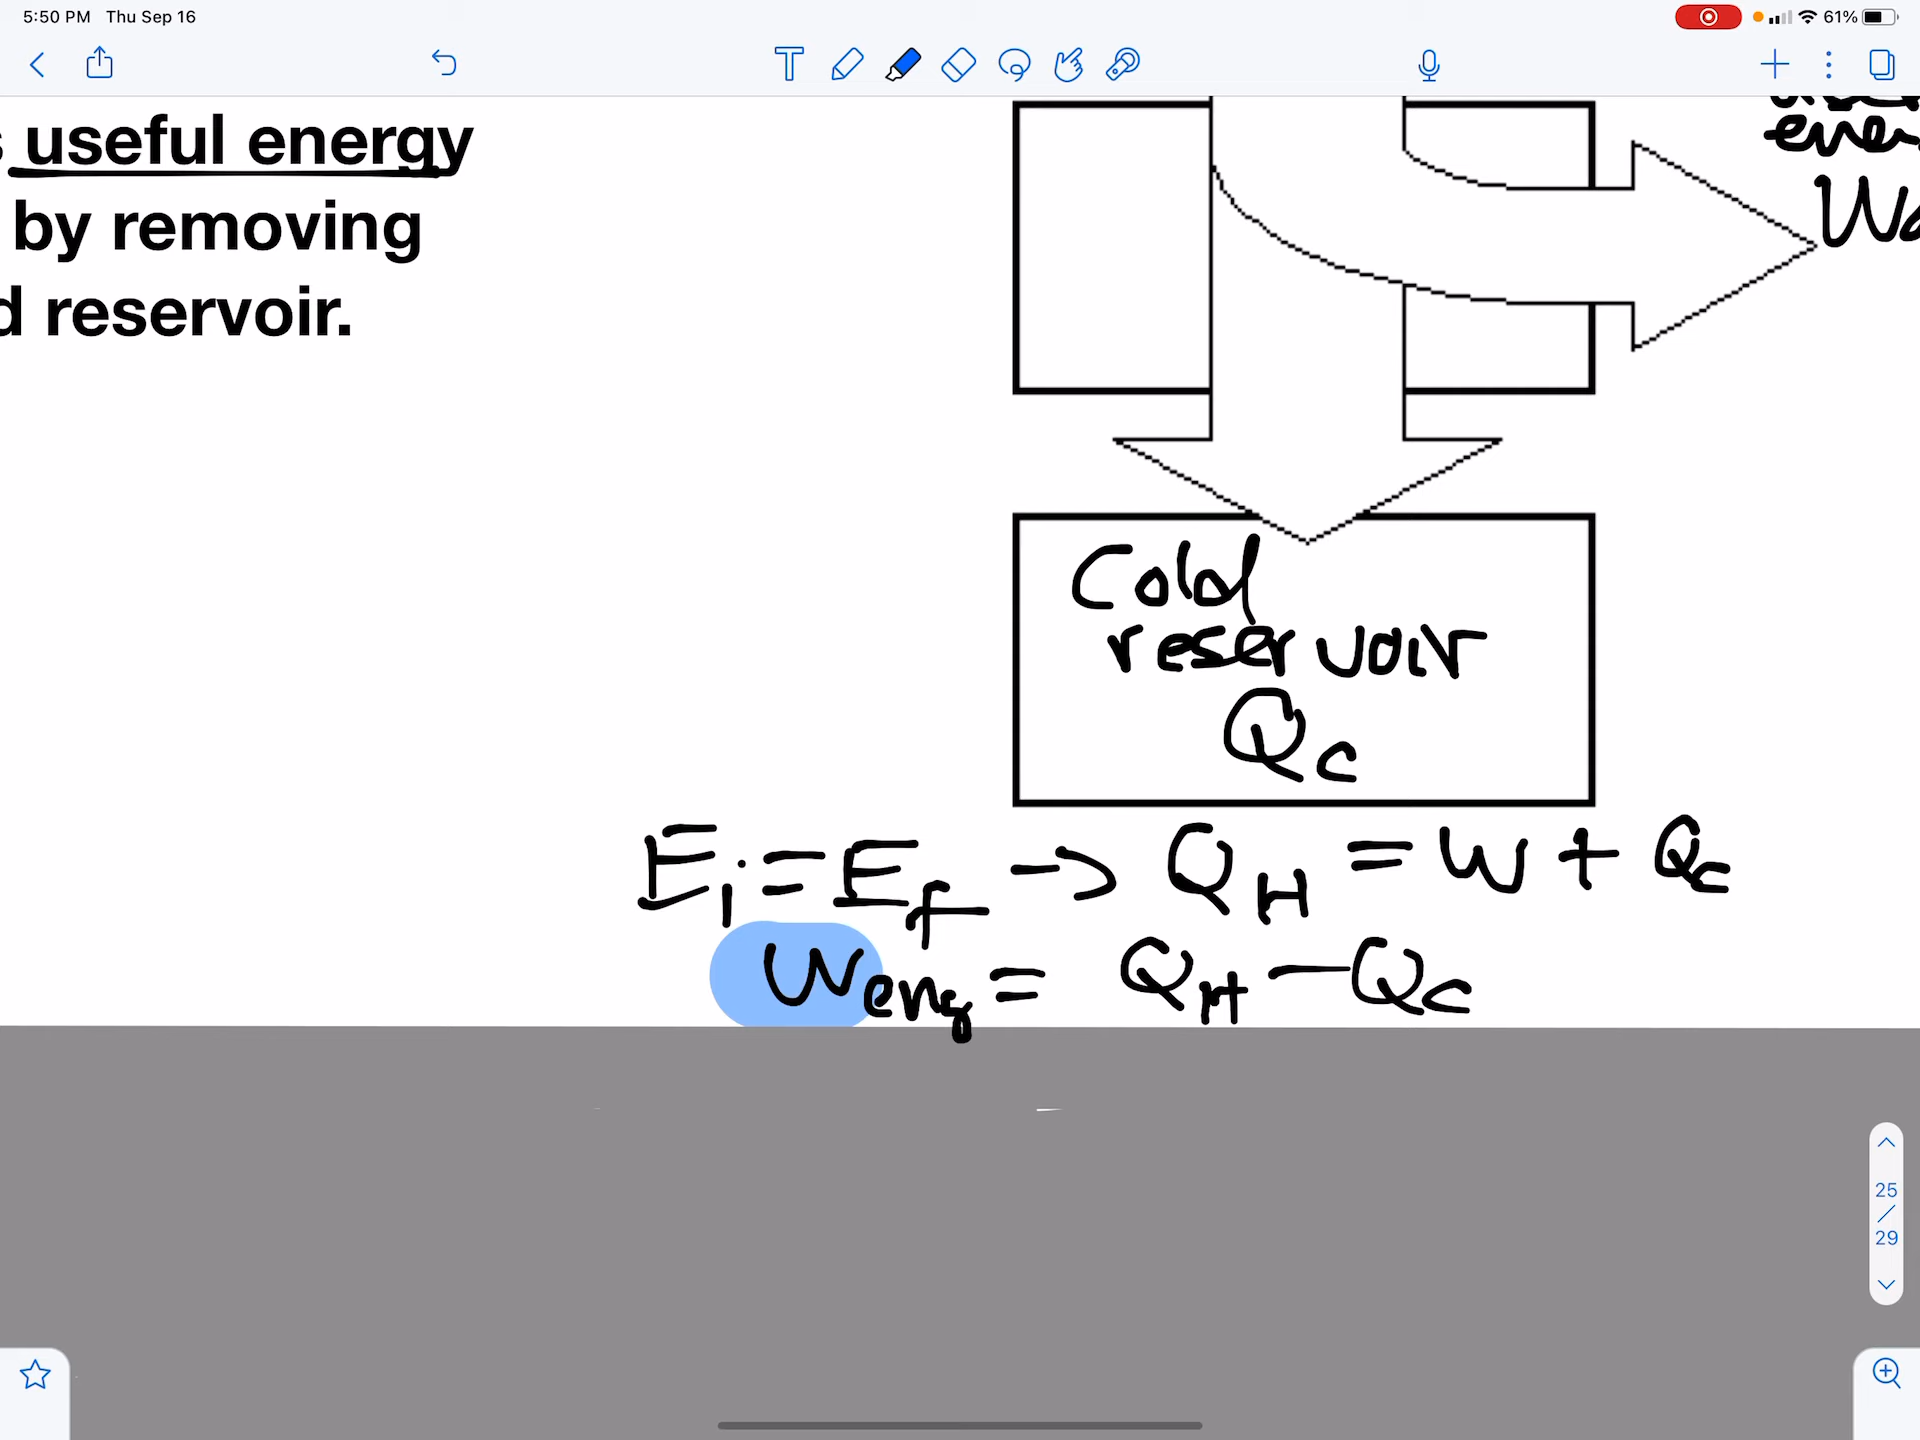 5:50 PM Thu Sep 16
61%
useful energy
by removing
d reservoir.
Cold
reservoir
Qc
Ei = Ef -> QH = W + Qc
Weng = QH - Qc
25
/
29